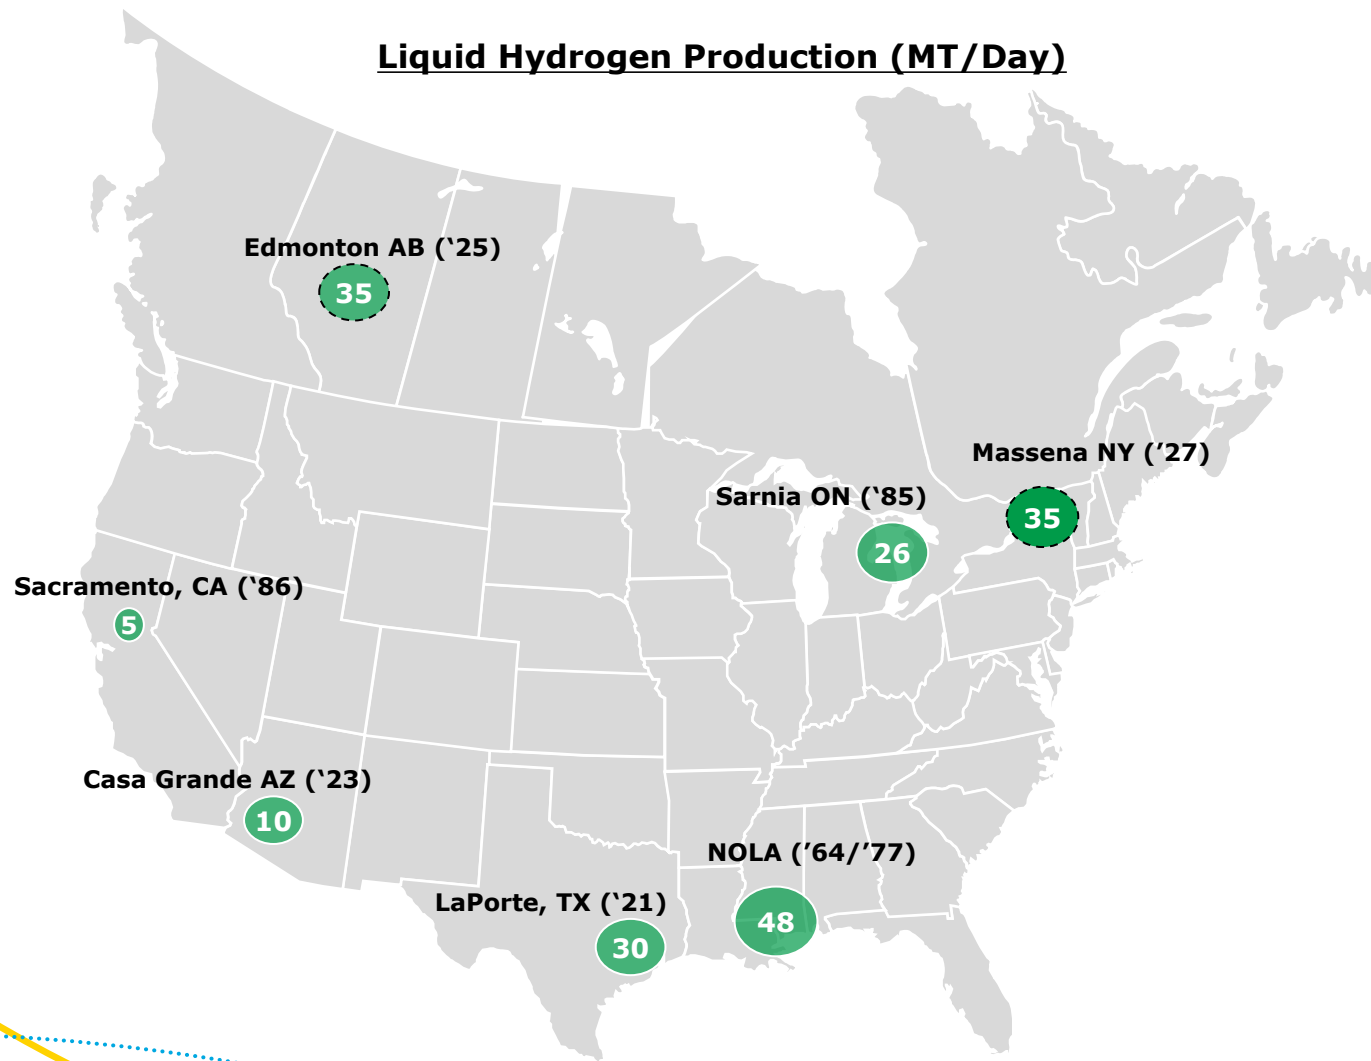 Liquid Hydrogen Production (MT/Day)
Edmonton AB (‘25)
35
Massena NY (’27)
35
Sarnia ON (‘85)
26
Sacramento, CA (‘86)
5
Casa Grande AZ (‘23)
10
NOLA (’64/’77)
48
LaPorte, TX (‘21)
30